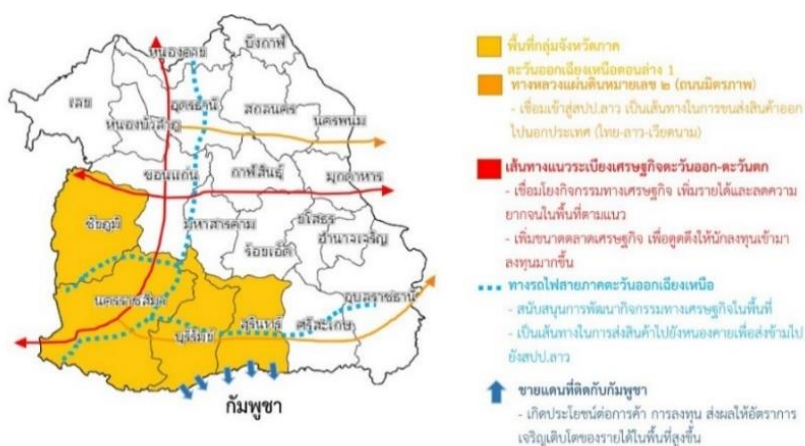 บึงกาฬ
หนองคาย
เลย
อุดรธานี
สกลนคร
นครพนม
หนองบัวลำภู
ขอนแก่น
กาฬสินธุ์
มุกดาหาร
ชัยภูมิ
มหาสารคาม
ร้อยเอ็ด
ยโสธร
อำนาจเจริญ
นครราชสีมา
บุรีรัมย์
สุรินทร์
ศรีสะเกษ
อุบลราชธานี
กัมพูชา
พื้นที่กลุ่มจังหวัดภาค
ตะวันออกเฉียงเหนือตอนล่าง 1
ทางหลวงแผ่นดินหมายเลข ๒ (ถนนมิตรภาพ)
- เชื่อมเข้าสู่สปป.ลาว เป็นเส้นทางในการขนส่งสินค้าออก
ไปนอกประเทศ (ไทย-ลาว-เวียดนาม)
เส้นทางแนวระเบียงเศรษฐกิจตะวันออก-ตะวันตก
- เชื่อมโยงกิจกรรมทางเศรษฐกิจ เพิ่มรายได้และลดความ
ยากจนในพื้นที่ตามแนว
- เพิ่มขนาดตลาดเศรษฐกิจ เพื่อดูดดึงให้นักลงทุนเข้ามา
ลงทุนมากขึ้น
ทางรถไฟสายภาคตะวันออกเฉียงเหนือ
- สนับสนุนการพัฒนากิจกรรมทางเศรษฐกิจในพื้นที่
- เป็นเส้นทางในการส่งสินค้าไปยังหนองคายเพื่อส่งข้ามไป
ยังสปป.ลาว
ชายแดนที่ติดกับกัมพูชา
- เกิดประโยชน์ต่อการค้า การลงทุน ส่งผลให้อัตราการ
เจริญเติบโตของรายได้ในพื้นที่สูงขึ้น